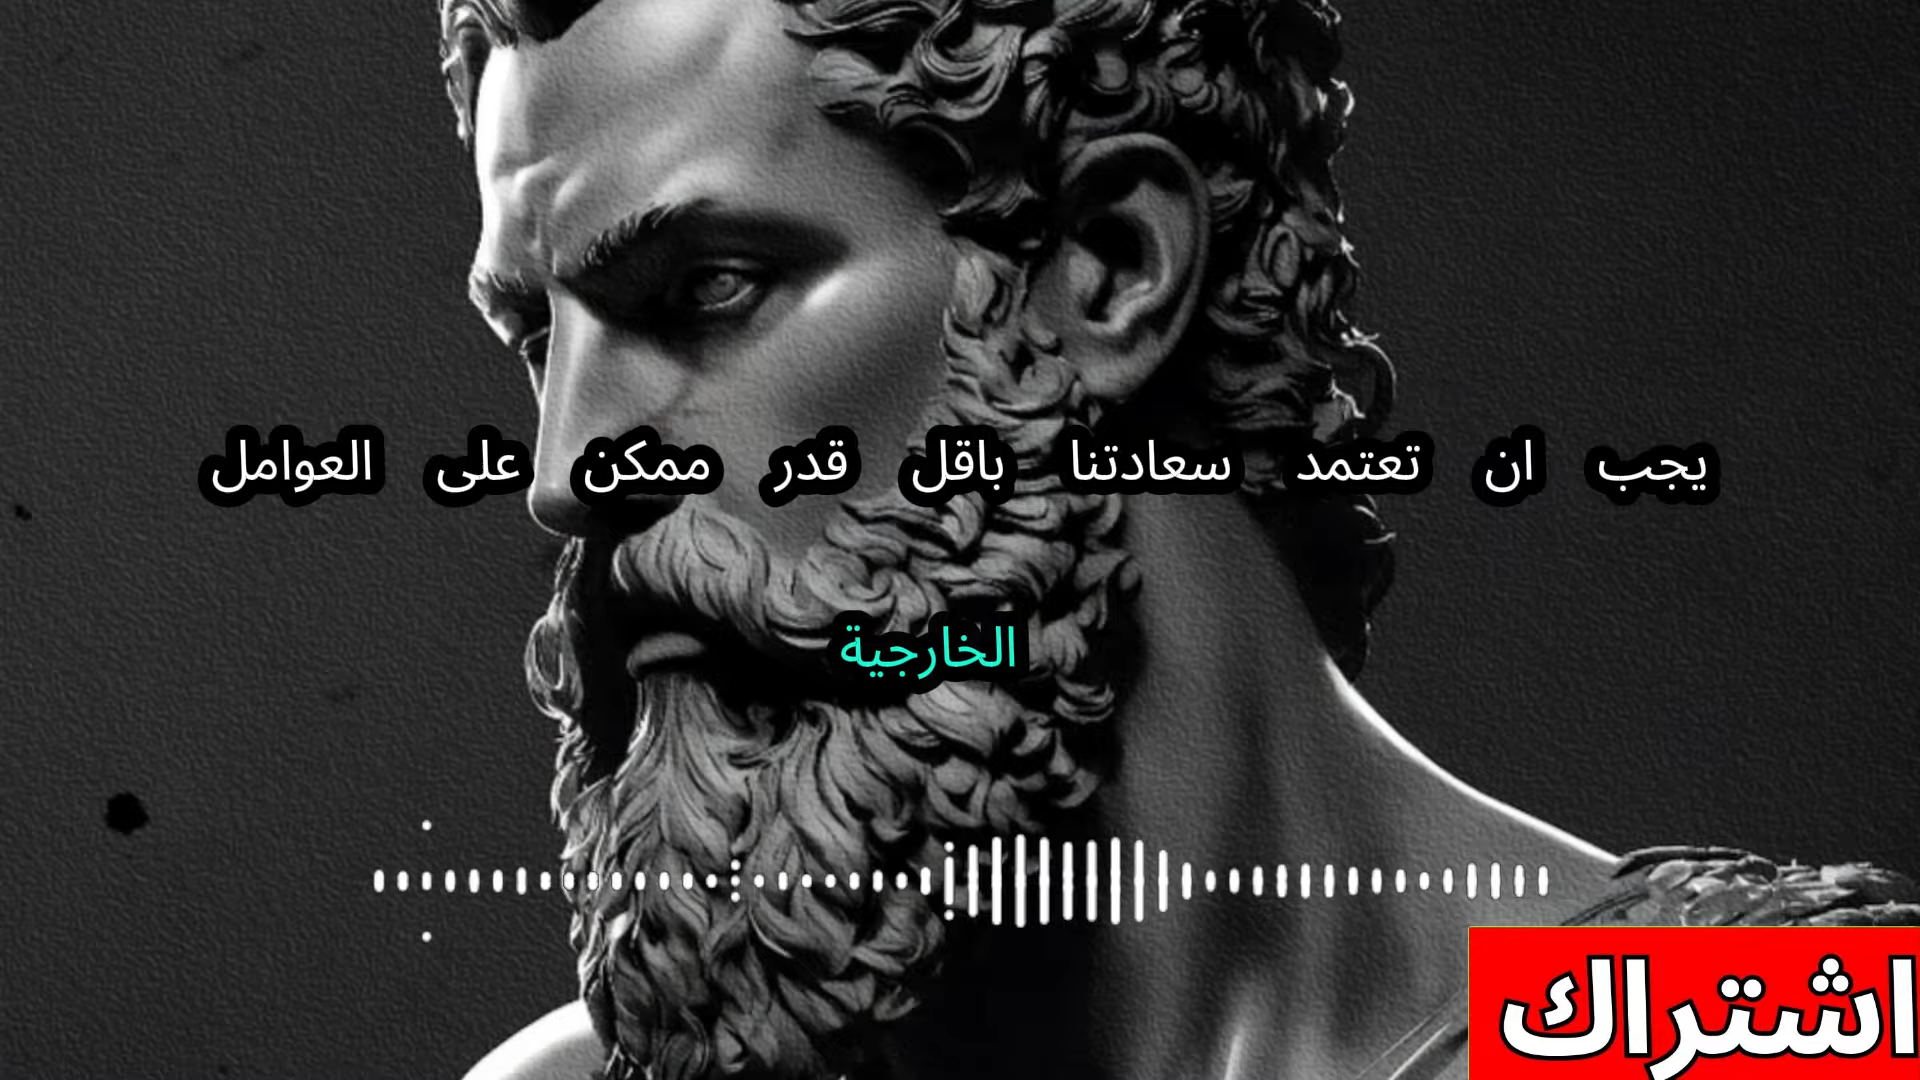 يجب ان تعتمد سعادتنا باقل قدر ممكن على العوامل
الخارجية
اشتراك